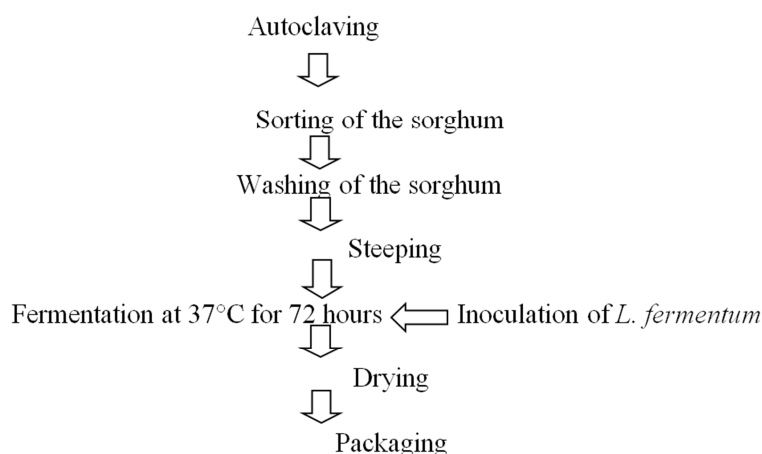 Autoclaving
Sorting of the sorghum
Washing of the sorghum
Steeping
Fermentation at 37°C for 72 hours Inoculation of L. fermentum
Drying
Packaging